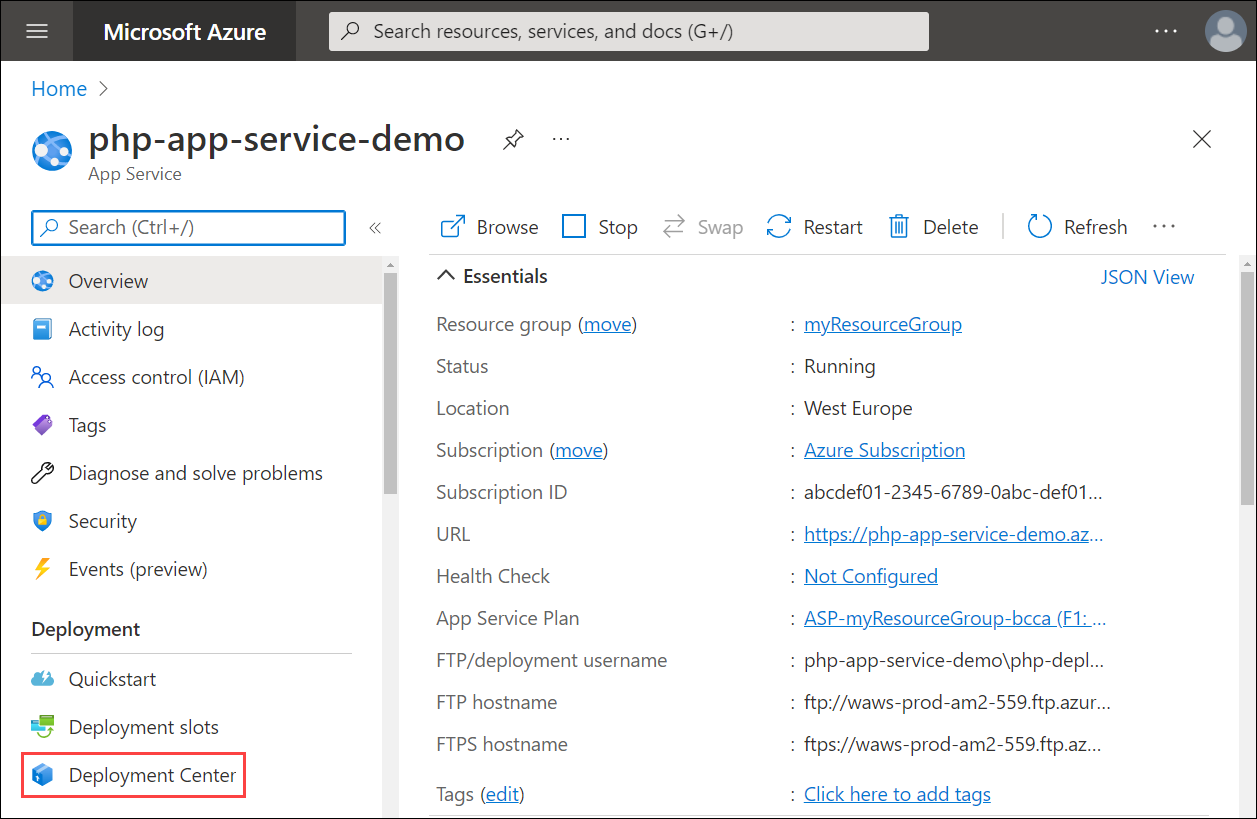 Microsoft Azure
Search resources, services, and docs (G+/)
...
Home >
php-app-service-demo
...
App Service
Search (Ctrl+/)
«
Browse
Stop
Swap
Restart
Delete
Refresh
...
Overview
Activity log
Access control (IAM)
Tags
Diagnose and solve problems
Security
Events (preview)
Deployment
Quickstart
Deployment slots
Deployment Center
Essentials
JSON View
Resource group (move) : myResourceGroup
Status : Running
Location : West Europe
Subscription (move) : Azure Subscription
Subscription ID : abcdef01-2345-6789-0abc-def01...
URL : https://php-app-service-demo.az...
Health Check : Not Configured
App Service Plan : ASP-myResourceGroup-bcca (F1: ...
FTP/deployment username : php-app-service-demo\php-depl...
FTP hostname : ftp://waws-prod-am2-559.ftp.azur...
FTPS hostname : ftps://waws-prod-am2-559.ftp.az...
Tags (edit) : Click here to add tags